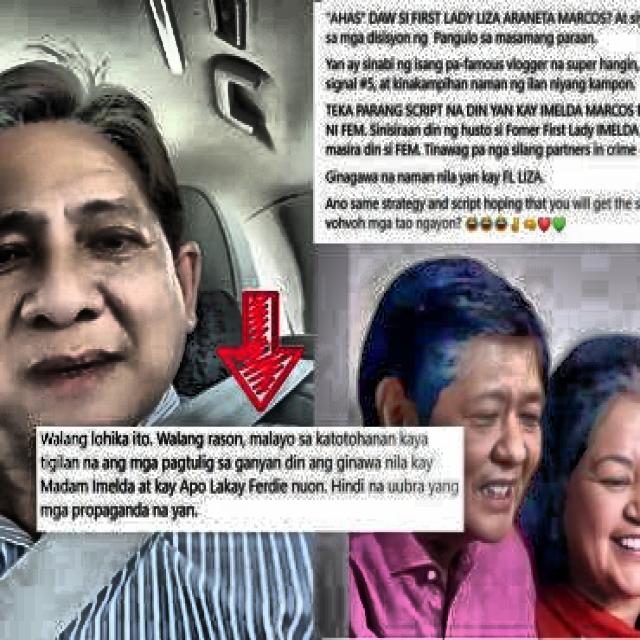 "AHAS" DAW SI FIRST LADY LIZA ARANETA MARCOS? At
sa mga disisyon ng Pangulo sa masamang paraan.
Yan ay sinabi ng isang pa-famous vlogger na super hangin,
signal #5, at kinakampihan naman ng ilan niyang kampon.
TEKA PARANG SCRIPT NA DIN YAN KAY IMELDA MARCOS
NI FEM. Sinisiraan din ng husto si Fomer First Lady IMELDA
masira din si FEM. Tinawag pa nga silang partners in crime
Ginagawa na naman nila yan kay FL LIZA.
Ano same strategy and script hoping that you will get the
vohvoh mga tao ngayon? 😂😂😂✌️👊❤️💚
Walang lohika ito. Walang rason, malayo sa katotohanan kaya
tigilan na ang mga pagtulig sa ganyan din ang ginawa nila kay
Madam Imelda at kay Apo Lakay Ferdie nuon. Hindi na uubra yang
mga propaganda na yan.